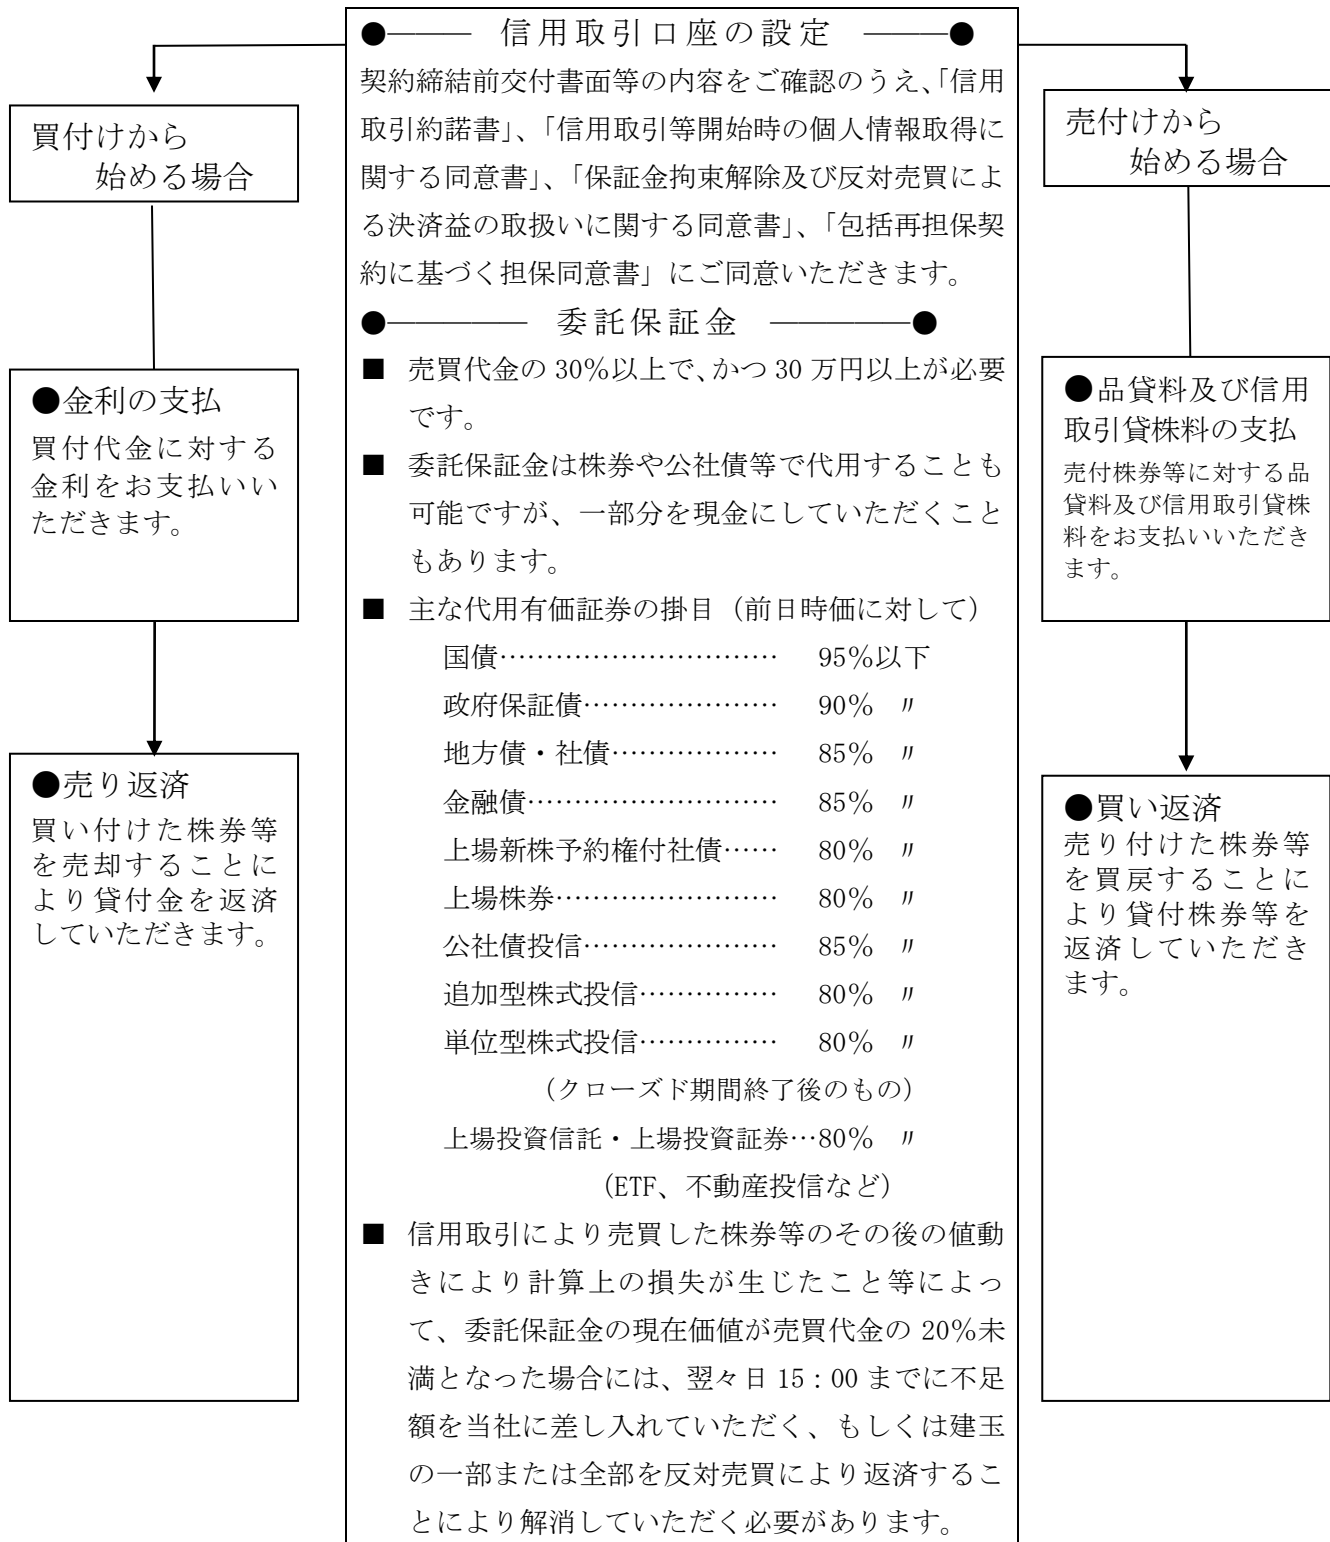 ●――― 信用取引口座の設定 ―――●
契約締結前交付書面等の内容をご確認のうえ、「信用
取引約諾書」、「信用取引等開始時の個人情報取得に
関する同意書」、「保証金拘束解除及び反対売買によ
る決済益の取扱いに関する同意書」、「包括再担保契
約に基づく担保同意書」にご同意いただきます。
●――――― 委託保証金 ―――――●
■ 売買代金の 30％以上で、かつ 30 万円以上が必要
です。
■ 委託保証金は株券や公社債等で代用することも
可能ですが、一部分を現金にしていただくこと
もあります。
■ 主な代用有価証券の掛目（前日時価に対して）
国債………………………… 95％以下
政府保証債………………… 90％ 〃
地方債・社債……………… 85％ 〃
金融債……………………… 85％ 〃
上場新株予約権付社債…… 80％ 〃
上場株券…………………… 80％ 〃
公社債投信………………… 85％ 〃
追加型株式投信…………… 80％ 〃
単位型株式投信…………… 80％ 〃
（クローズド期間終了後のもの）
上場投資信託・上場投資証券…80％ 〃
（ETF、不動産投信など）
■ 信用取引により売買した株券等のその後の値動
きにより計算上の損失が生じたこと等によっ
て、委託保証金の現在価値が売買代金の 20％未
満となった場合には、翌々日 15：00 までに不足
額を当社に差し入れていただく、もしくは建玉
の一部または全部を反対売買により返済するこ
とにより解消していただく必要があります。
買付けから
始める場合
●金利の支払
買付代金に対する
金利をお支払いい
ただきます。
●売り返済
買い付けた株券等
を売却することに
より貸付金を返済
していただきます。
売付けから
始める場合
●品貸料及び信用
取引貸株料の支払
売付株券等に対する品
貸料及び信用取引貸株
料をお支払いいただき
ます。
●買い返済
売り付けた株券等
を買戻することに
より貸付株券等を
返済していただき
ます。